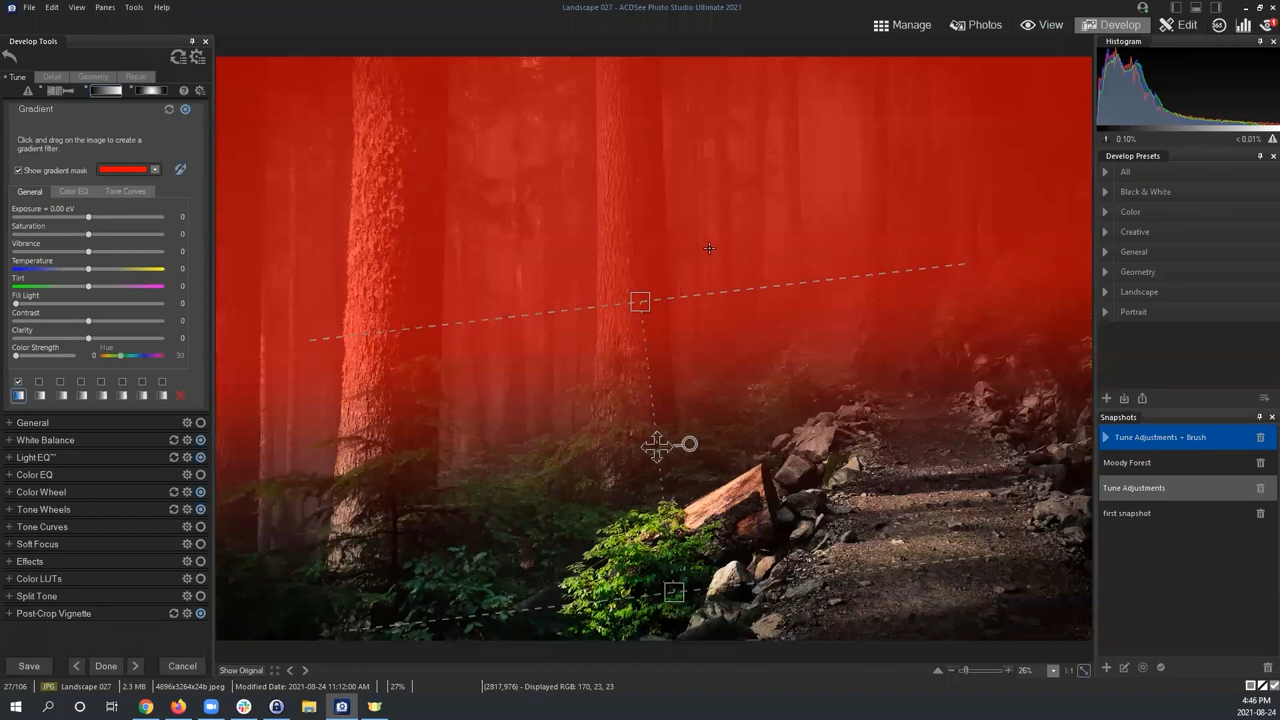 File Edit View Panes Tools Help
Landscape 027 - ACDSee Photo Studio Ultimate 2021
Manage Photos View Develop Edit 365
Develop Tools
Tune Detail Geometry Repair
Gradient
Click and drag on the image to create a
gradient filter.
Show gradient mask
General Color EQ Tone Curves
Exposure = 0.00 eV
0
Saturation
0
Vibrance
0
Temperature
0
Tint
0
Fill Light
0
Contrast
0
Clarity
0
Color Strength Hue
0 30
General
White Balance
Light EQ™
Color EQ
Color Wheel
Tone Wheels
Tone Curves
Soft Focus
Effects
Color LUTs
Split Tone
Post-Crop Vignette
Save Done Cancel
Show Original
26% 1:1
Histogram
0.10% < 0.01%
Develop Presets
All
Black & White
Color
Creative
General
Geometry
Landscape
Portrait
Snapshots
Tune Adjustments + Brush
Moody Forest
Tune Adjustments
first snapshot
27/106 JPG Landscape 027 2.3 MB 4896x3264x24b jpeg Modified Date: 2021-08-24 11:12:00 AM 27% (2817,976) - Displayed RGB: 170, 23, 23
4:46 PM
2021-08-24